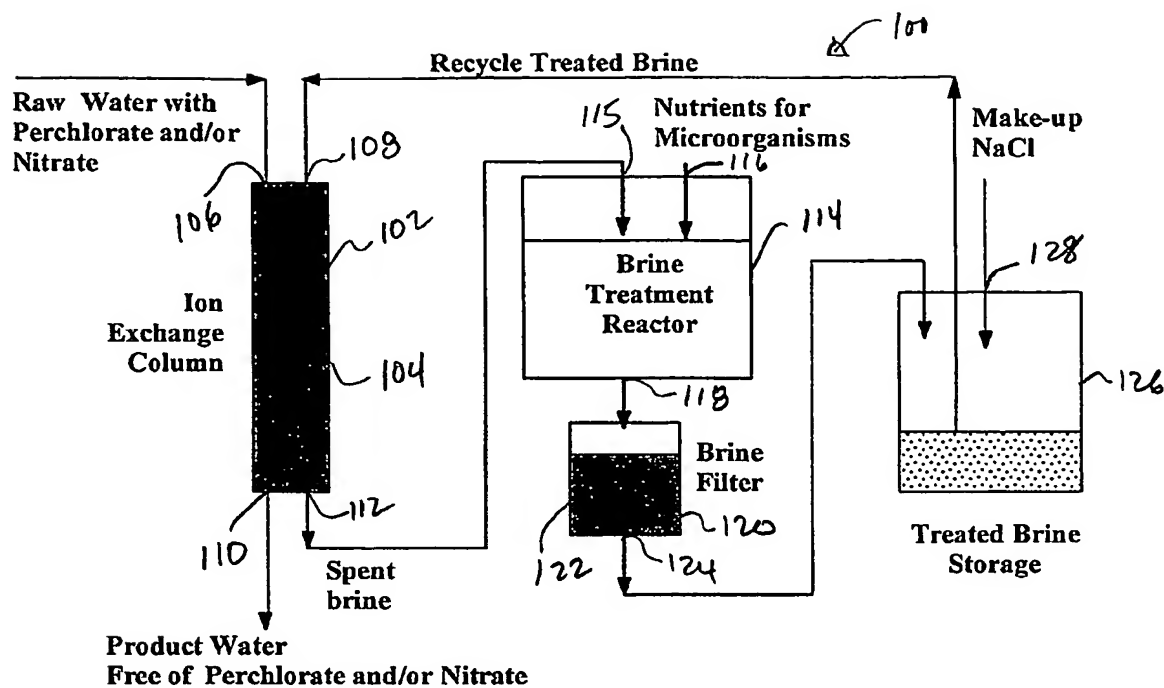 100
Recycle Treated Brine
Raw Water with
Perchlorate and/or
Nitrate
108
106
115
Nutrients for
Microorganisms
116
Make-up
NaCl
102
114
128
Ion
Exchange
Column
Brine
Treatment
Reactor
104
118
126
Brine
Filter
112
110
120
122
124
Spent
brine
Treated Brine
Storage
Product Water
Free of Perchlorate and/or Nitrate